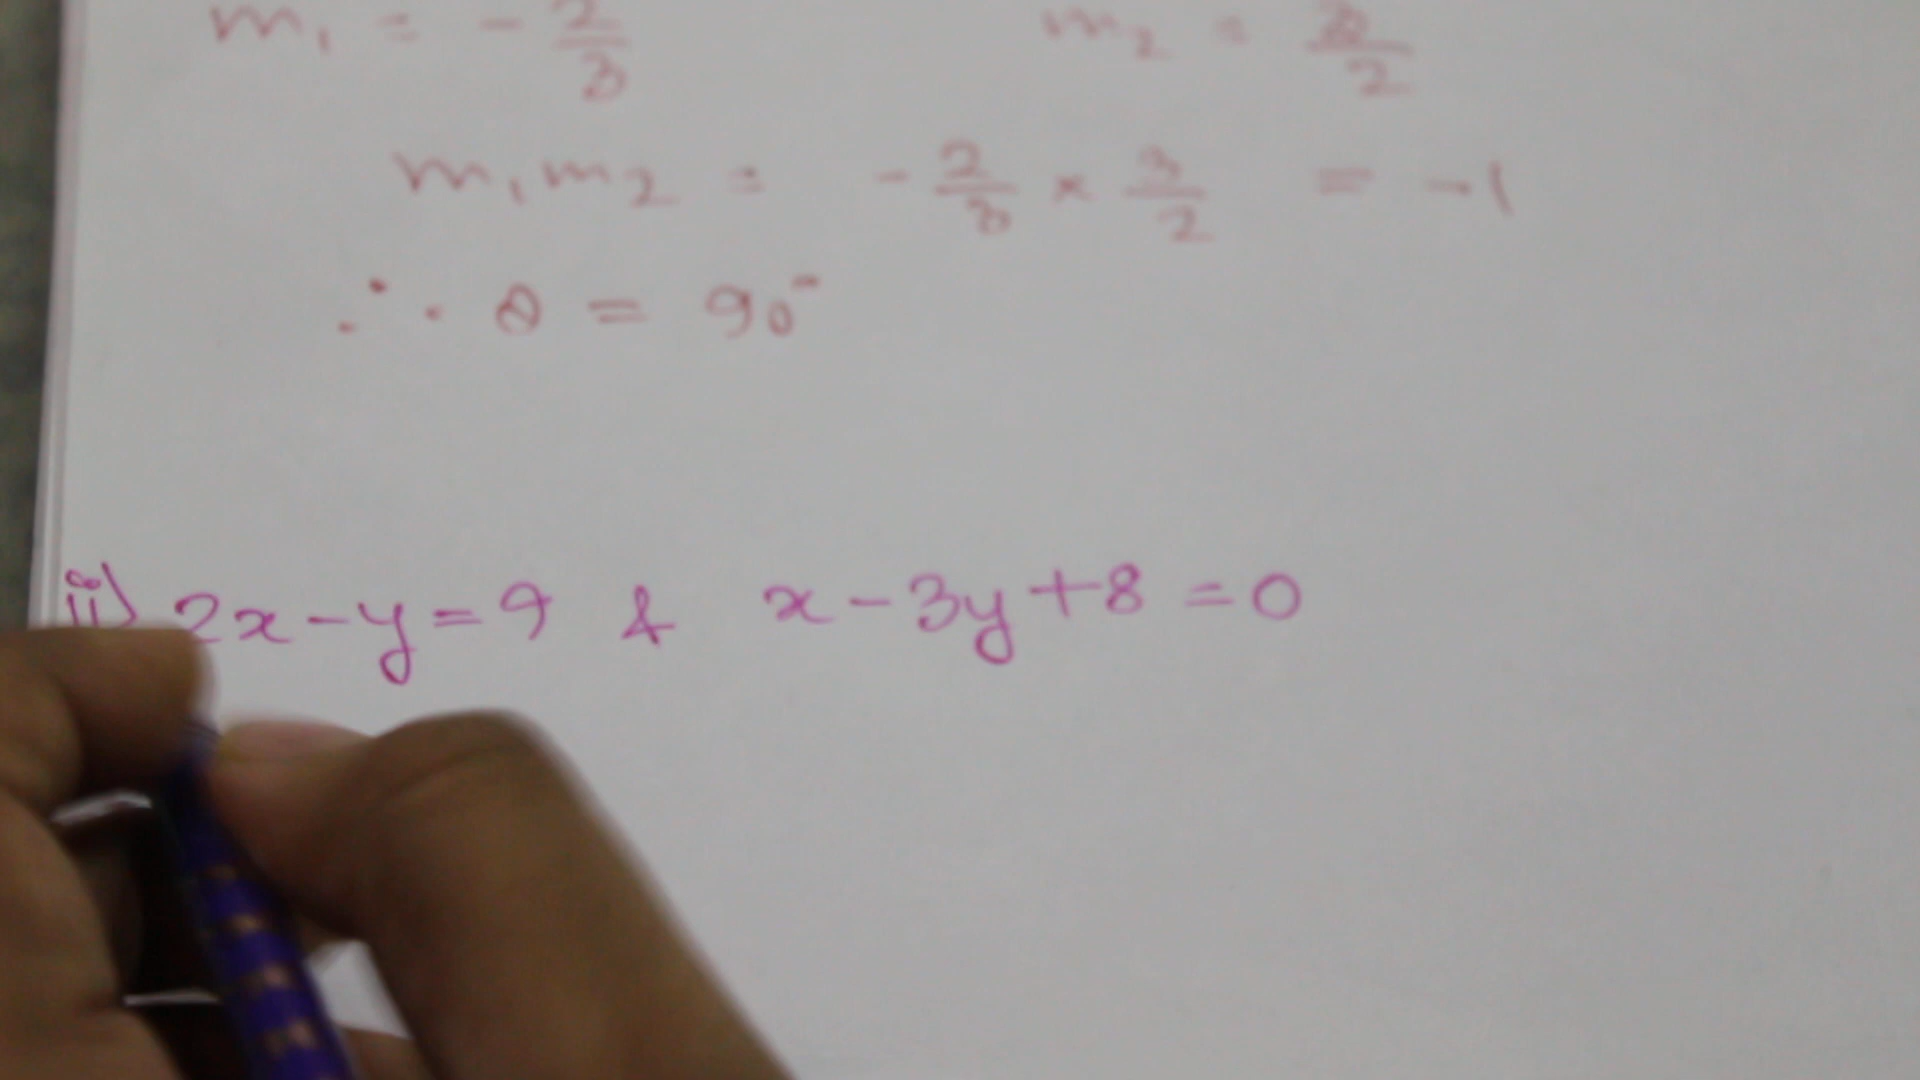 m₁ = - 2/3 m₂ = 3/2
m₁m₂ = - 2/3 × 3/2 = -1
∴ θ = 90°
ii) 2x - y = 9 & x - 3y + 8 = 0